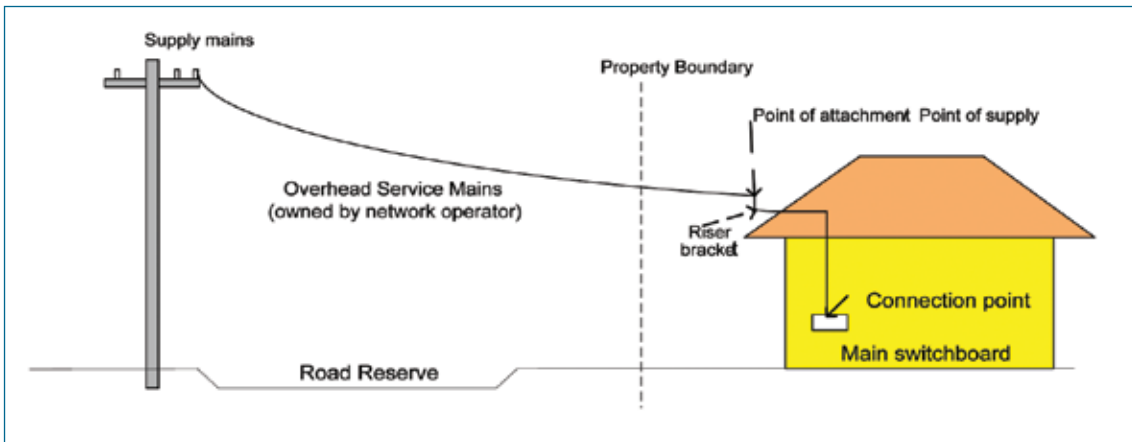 Supply mains
Property Boundary
Point of attachment Point of supply
Overhead Service Mains
(owned by network operator)
Riser
bracket
Connection point
Main switchboard
Road Reserve